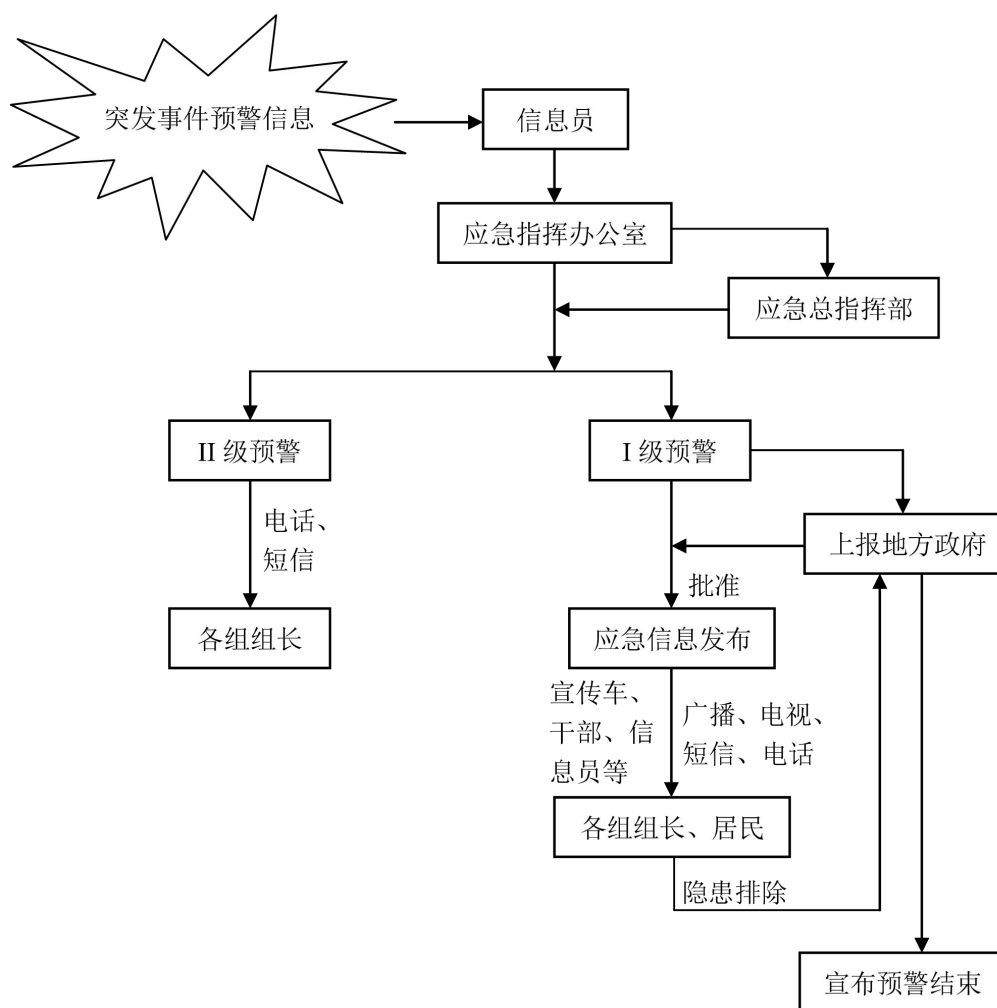 突发事件预警信息
信息员
应急指挥办公室
应急总指挥部
II 级预警
I 级预警
电话、
短信
上报地方政府
批准
各组组长
应急信息发布
宣传车、
干部、信
息员等
广播、电视、
短信、电话
各组组长、居民
隐患排除
宣布预警结束